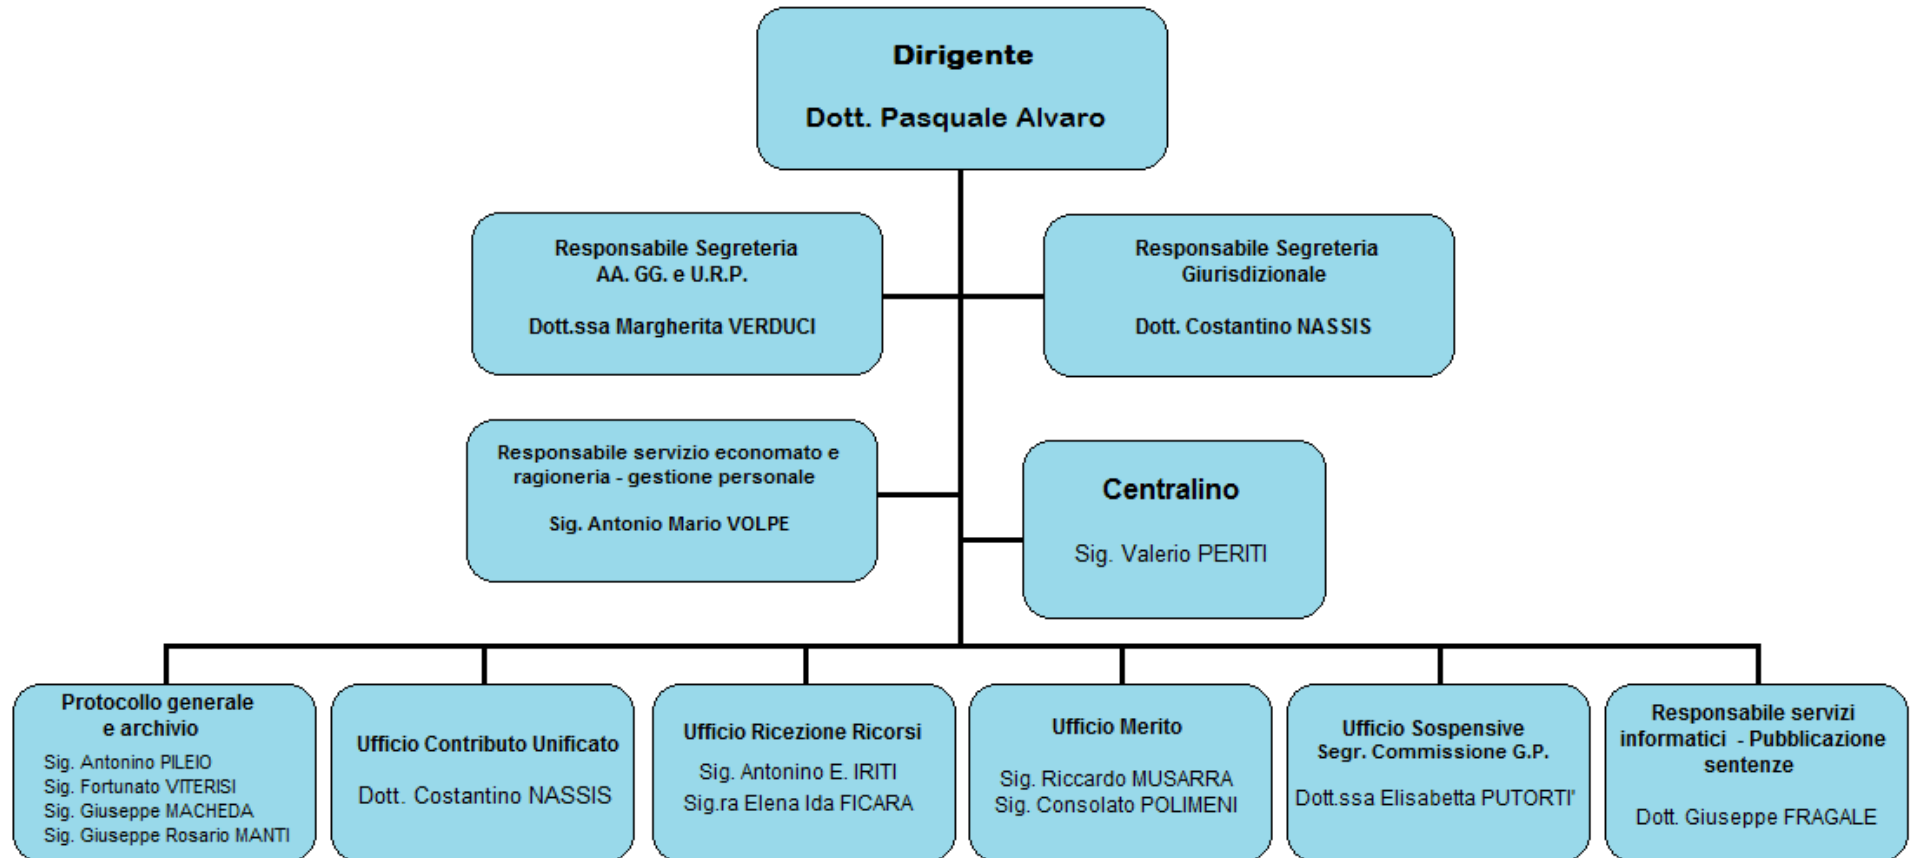 Dirigente
Dott. Pasquale Alvaro
Responsabile Segreteria
AA. GG. e U.R.P.
Dott.ssa Margherita VERDUCI
Responsabile Segreteria
Giurisdizionale
Dott. Costantino NASSIS
Responsabile servizio economato e
ragioneria - gestione personale
Sig. Antonio Mario VOLPE
Centralino
Sig. Valerio PERITI
Protocollo generale
e archivio
Sig. Antonino PILEIO
Sig. Fortunato VITERISI
Sig. Giuseppe MACHEDA
Sig. Giuseppe Rosario MANTI
Ufficio Contributo Unificato
Dott. Costantino NASSIS
Ufficio Ricezione Ricorsi
Sig. Antonino E. IRITI
Sig.ra Elena Ida FICARA
Ufficio Merito
Sig. Riccardo MUSARRA
Sig. Consolato POLIMENI
Ufficio Sospensive
Segr. Commissione G.P.
Dott.ssa Elisabetta PUTORTI'
Responsabile servizi
informatici - Pubblicazione
sentenze
Dott. Giuseppe FRAGALE